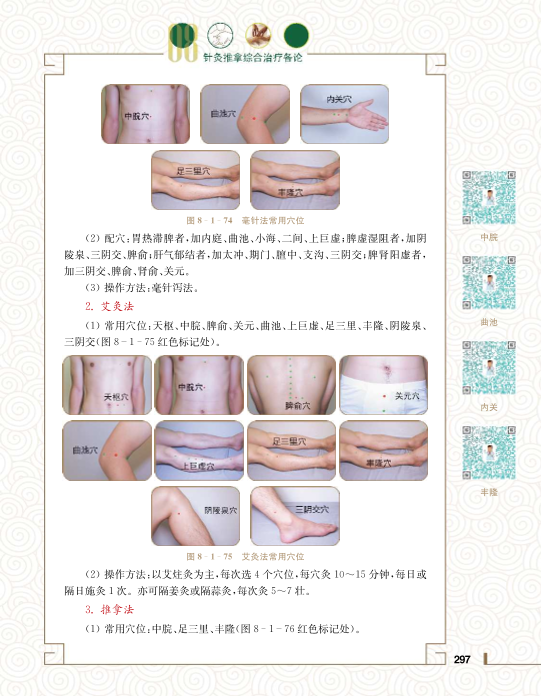 针灸推拿综合治疗备论
中脘穴
曲池穴
内关穴
足三里穴
丰隆穴
图 8-1-74 毫针法常用穴位
(2) 配穴:胃热滞脾者,加内庭、曲池、小海、二间、上巨虚;脾虚湿阻者,加阴
陵泉、三阴交、脾俞;肝气郁结者,加太冲、期门、膻中、支沟、三阴交;脾肾阳虚者,
加三阴交、脾俞、肾俞、关元。
(3) 操作方法:毫针泻法。
2. 艾灸法
(1) 常用穴位:天枢、中脘、脾俞、关元、曲池、上巨虚、足三里、丰隆、阴陵泉、
三阴交(图 8-1-75 红色标记处)。
天枢穴
中脘穴
脾俞穴
关元穴
曲池穴
上巨虚穴
足三里穴
丰隆穴
阴陵泉穴
三阴交穴
图 8-1-75 艾灸法常用穴位
(2) 操作方法:以艾炷灸为主,每次选 4 个穴位,每穴灸 10～15 分钟,每日或
隔日施灸 1 次。亦可隔姜灸或隔蒜灸,每次灸 5～7 壮。
3. 推拿法
(1) 常用穴位:中脘、足三里、丰隆(图 8-1-76 红色标记处)。
中脘
曲池
内关
丰隆
297